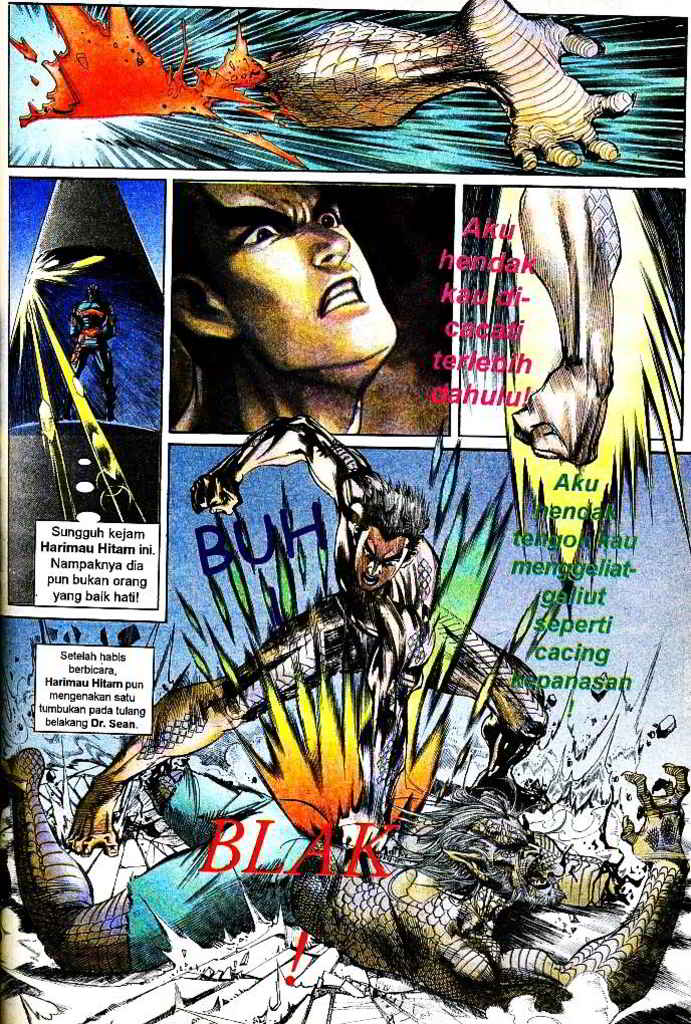 Aku
hendak
kau di-
cacati
terlebih
dahulu!
Sungguh kejam
Harimau Hitam ini.
Nampaknya dia
pun bukan orang
yang baik hati!
BUH
!
Aku
hendak
tengok kau
menggeliat-
geliut
seperti
cacing
kepanasan
!
Setelah habis
berbicara,
Harimau Hitam pun
mengenakan satu
tumbukan pada tulang
belakang Dr. Sean.
BLAK
!